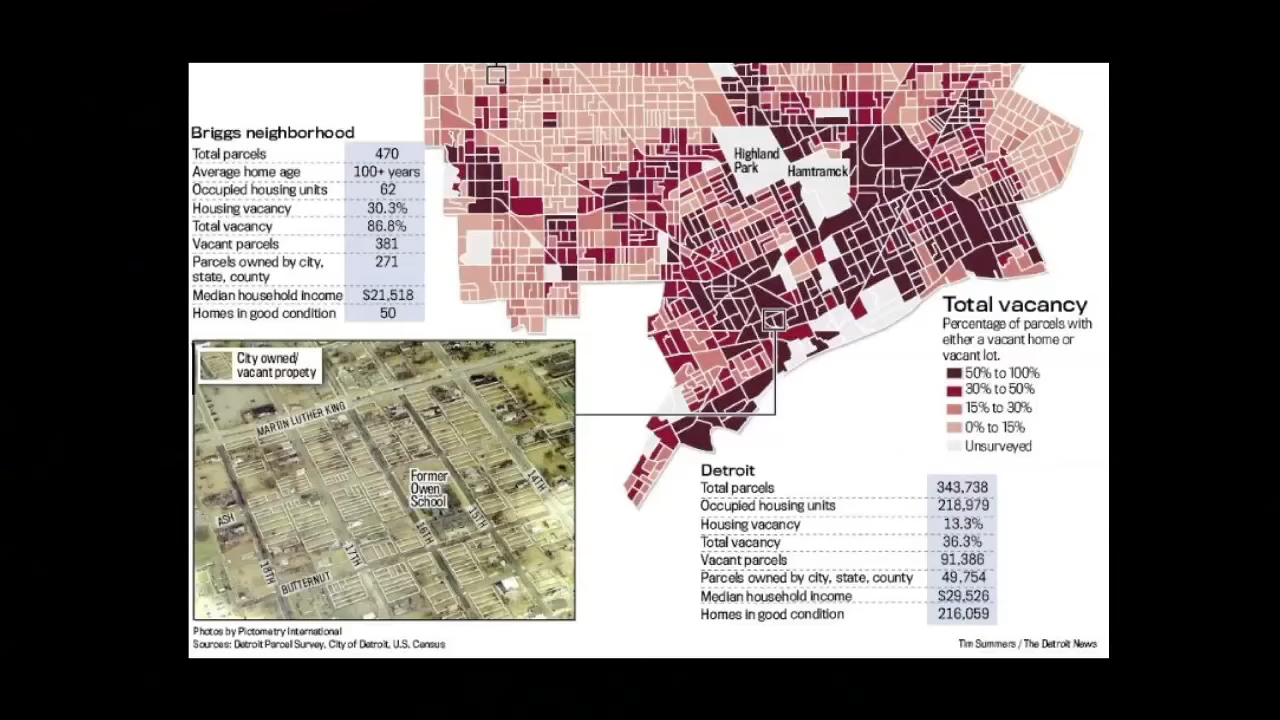 Briggs neighborhood
Total parcels 470
Average home age 100+ years
Occupied housing units 62
Housing vacancy 30.3%
Total vacancy 86.8%
Vacant parcels 381
Parcels owned by city, 271
state, county
Median household income $21,518
Homes in good condition 50
Highland
Park
Hamtramck
Total vacancy
Percentage of parcels with
either a vacant home or
vacant lot.
50% to 100%
30% to 50%
15% to 30%
0% to 15%
Unsurveyed
City owned/
vacant propety
MARTIN LUTHER KING
Former
Owen
School
14TH
15TH
16TH
17TH
18TH
ASH
BUTTERNUT
Detroit
Total parcels 343,738
Occupied housing units 218,979
Housing vacancy 13.3%
Total vacancy 36.3%
Vacant parcels 91,386
Parcels owned by city, state, county 49,754
Median household income $29,526
Homes in good condition 216,059
Photos by Pictometry International
Sources: Detroit Parcel Survey, City of Detroit, U.S. Census
Tim Summers / The Detroit News